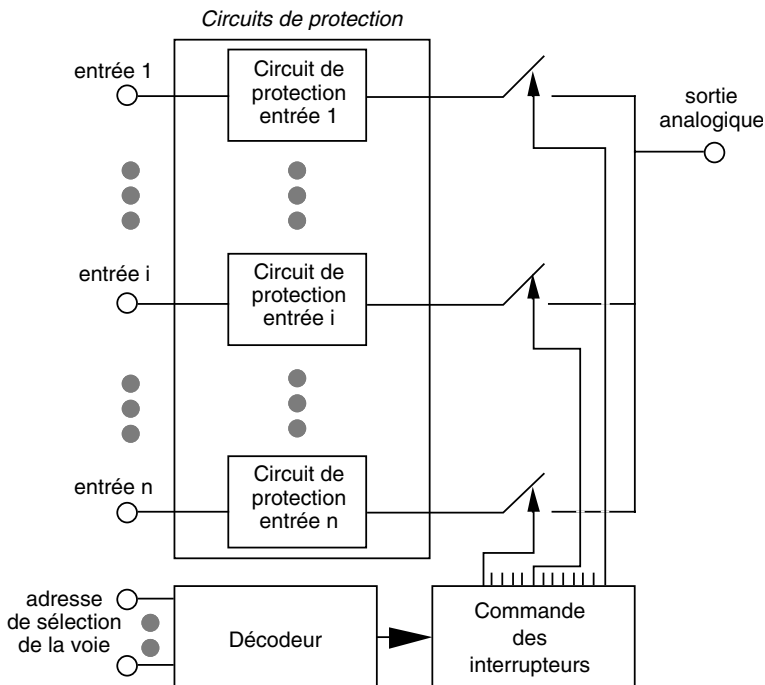 Circuits de protection
entrée 1
Circuit de
protection
entrée 1
sortie
analogique
entrée i
Circuit de
protection
entrée i
entrée n
Circuit de
protection
entrée n
adresse
de sélection
de la voie
Décodeur
Commande
des
interrupteurs